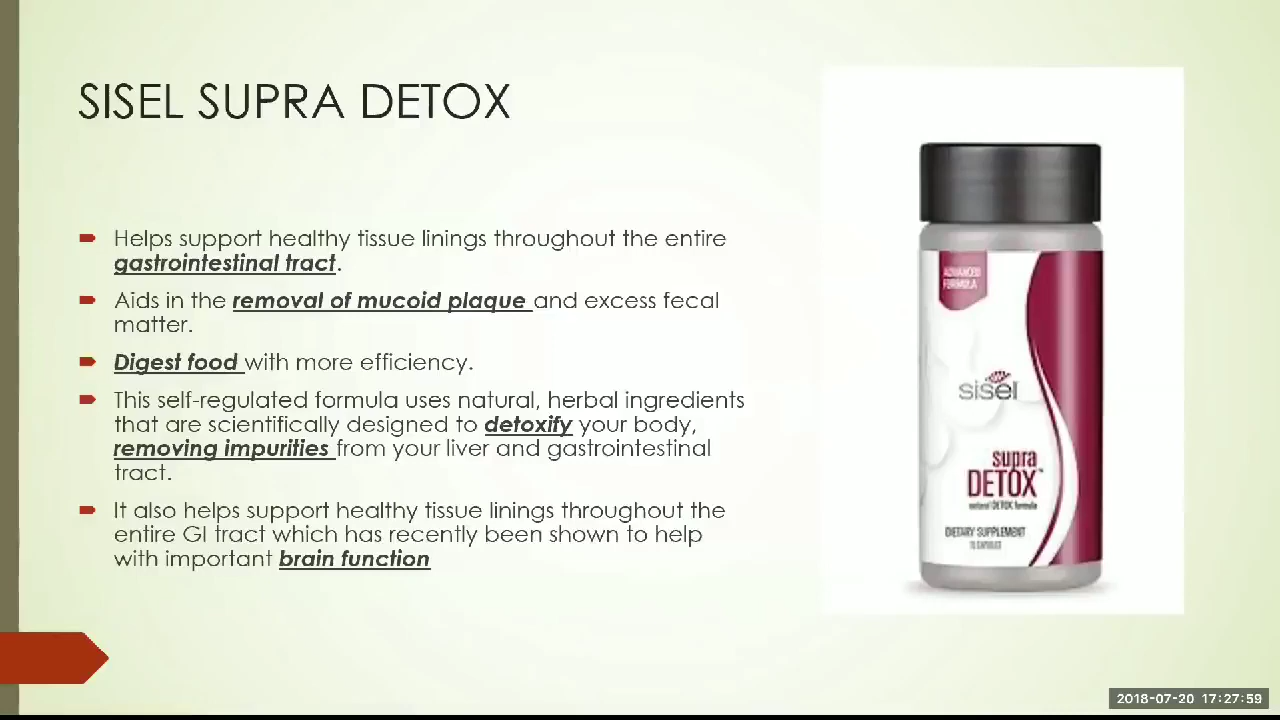 SISEL SUPRA DETOX
Helps support healthy tissue linings throughout the entire
gastrointestinal tract.
Aids in the removal of mucoid plaque and excess fecal
matter.
Digest food with more efficiency.
This self-regulated formula uses natural, herbal ingredients
that are scientifically designed to detoxify your body,
removing impurities from your liver and gastrointestinal
tract.
It also helps support healthy tissue linings throughout the
entire GI tract which has recently been shown to help
with important brain function
ADVANCED
FORMULA
sisel
supra
DETOX™
natural DETOX formula
DIETARY SUPPLEMENT
2018-07-20 17:27:59